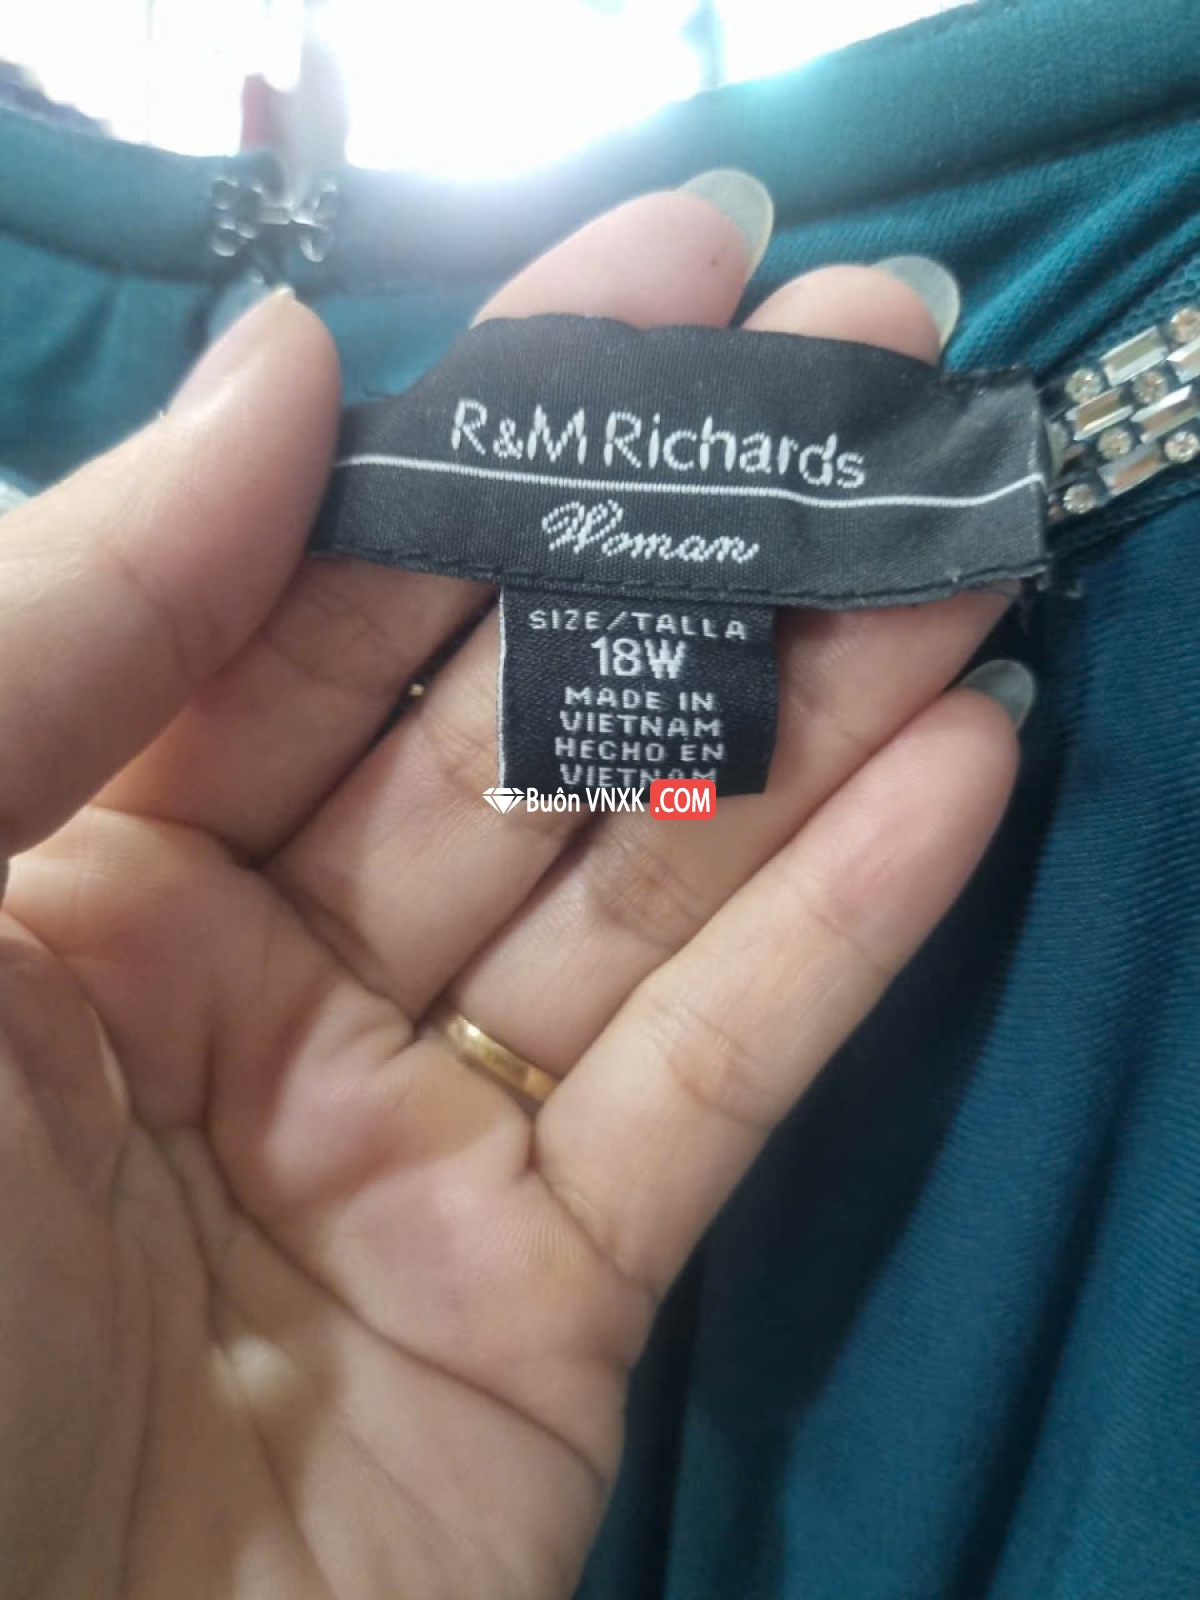 R&M Richards
Woman
SIZE/TALLA
18W
MADE IN
VIETNAM
HECHO EN
VIETNAM
Buôn VNXK .COM